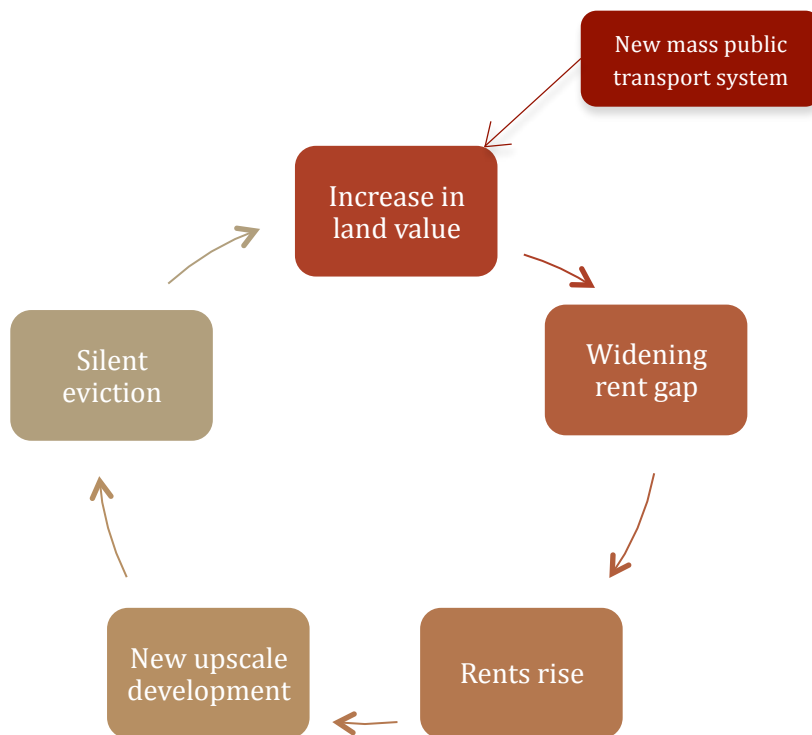 New mass public
transport system
Increase in
land value
Widening
rent gap
Rents rise
New upscale
development
Silent
eviction